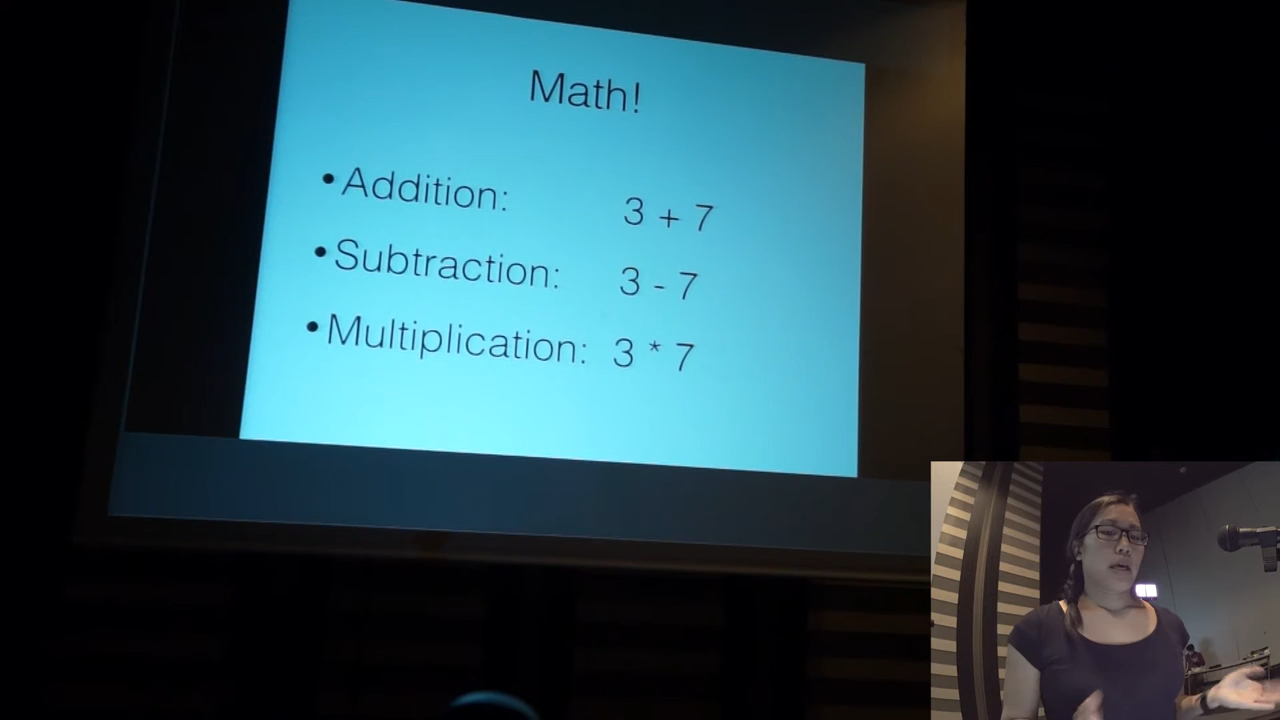 Math!
• Addition: 3 + 7
• Subtraction: 3 - 7
• Multiplication: 3 * 7